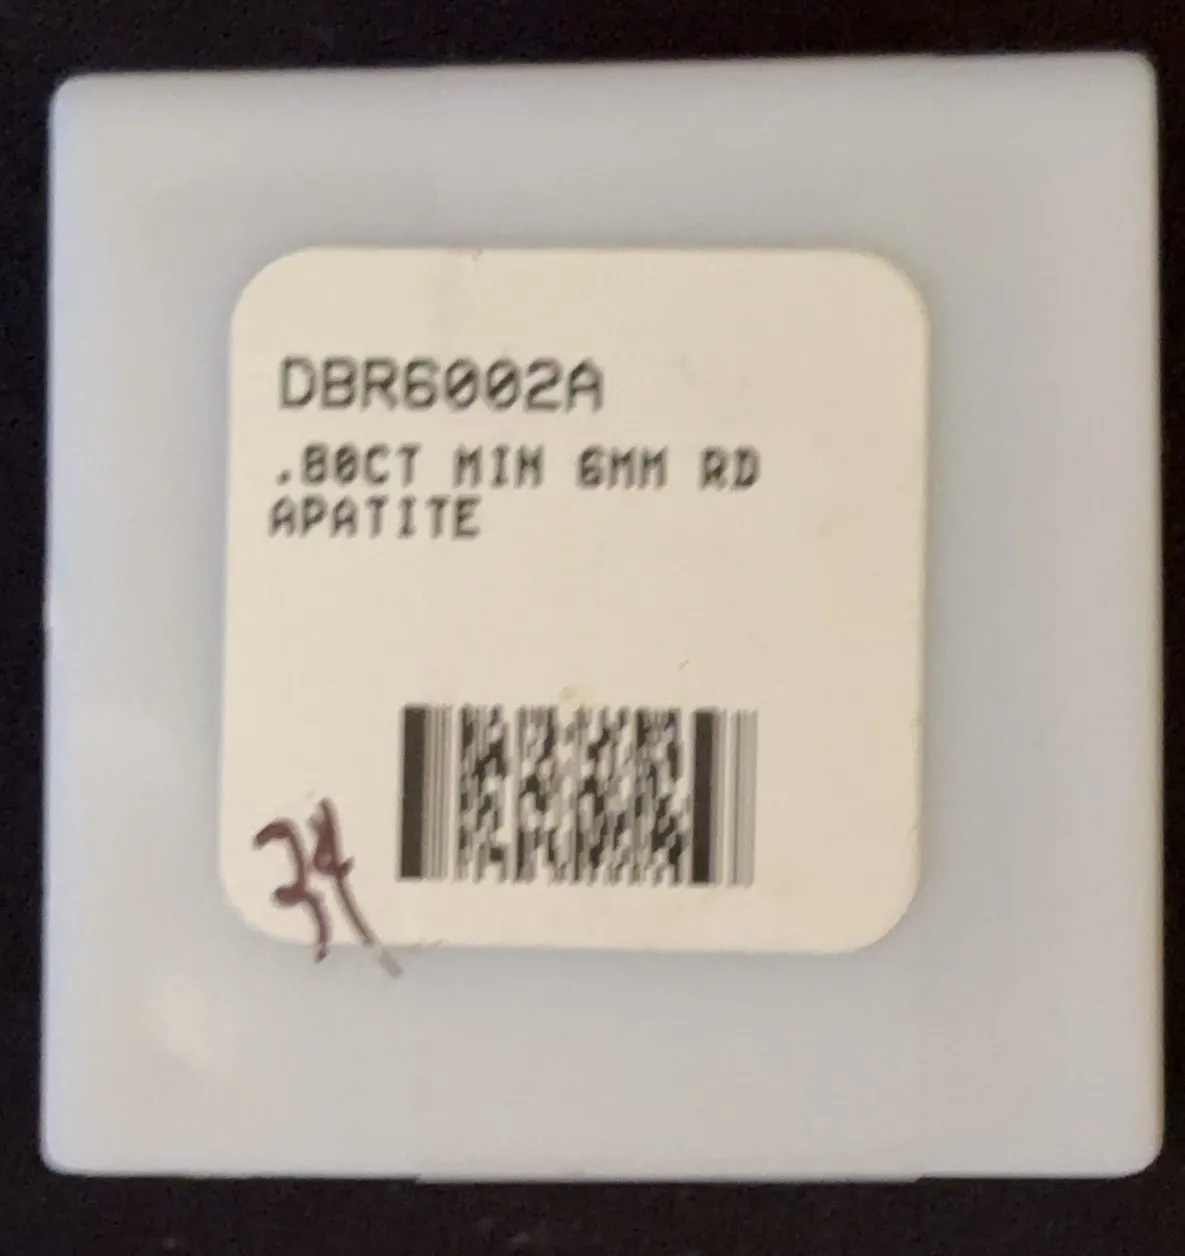 DBR6002A
.80CT MIN 6MM RD
APATITE
34